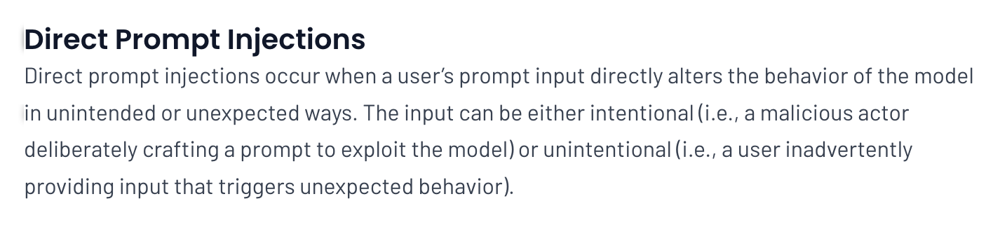 Direct Prompt Injections
Direct prompt injections occur when a user’s prompt input directly alters the behavior of the model
in unintended or unexpected ways. The input can be either intentional (i.e., a malicious actor
deliberately crafting a prompt to exploit the model) or unintentional (i.e., a user inadvertently
providing input that triggers unexpected behavior).